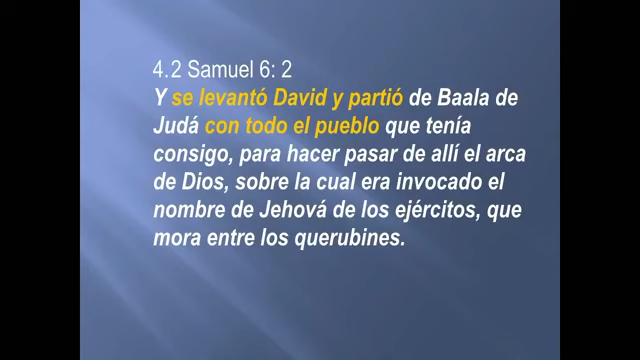 4.2 Samuel 6: 2
Y se levantó David y partió de Baala de
Judá con todo el pueblo que tenía
consigo, para hacer pasar de allí el arca
de Dios, sobre la cual era invocado el
nombre de Jehová de los ejércitos, que
mora entre los querubines.